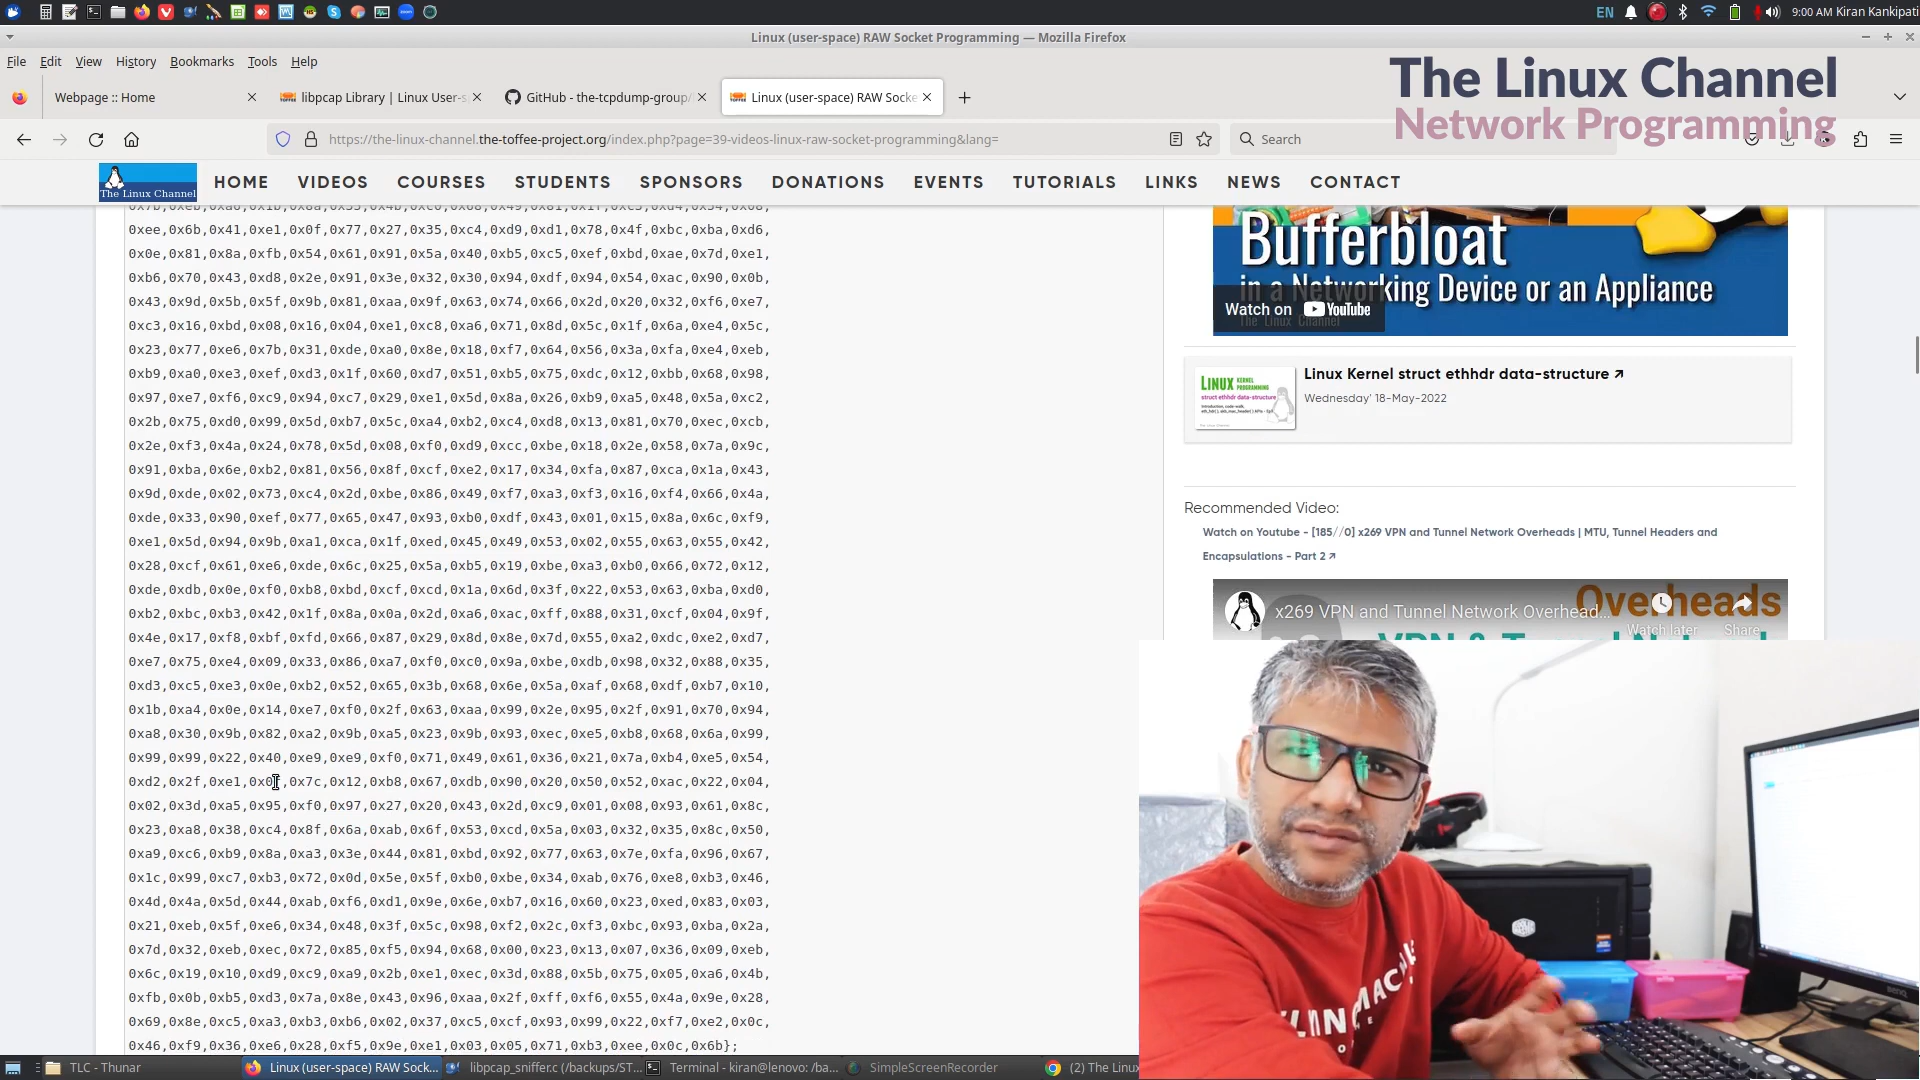 EN
9:00 AM Kiran Kankipati
Linux (user-space) RAW Socket Programming — Mozilla Firefox
File Edit View History Bookmarks Tools Help
The Linux Channel
Network Programming
Webpage :: Home
libpcap Library | Linux User-s
GitHub - the-tcpdump-group/
Linux (user-space) RAW Socke
https://the-linux-channel.the-toffee-project.org/index.php?page=39-videos-linux-raw-socket-programming&lang=
Search
The Linux Channel
HOME VIDEOS COURSES STUDENTS SPONSORS DONATIONS EVENTS TUTORIALS LINKS NEWS CONTACT
0xee,0x6b,0x41,0xe1,0x0f,0x77,0x27,0x35,0xc4,0xd9,0xd1,0x78,0x4f,0xbc,0xba,0xd6,
0x0e,0x81,0x8a,0xfb,0x54,0x61,0x91,0x5a,0x40,0xb5,0xc5,0xef,0xbd,0xae,0x7d,0xe1,
0xb6,0x70,0x43,0xd8,0x2e,0x91,0x3e,0x32,0x30,0x94,0xdf,0x94,0x54,0xac,0x90,0x0b,
0x43,0x9d,0x5b,0x5f,0x9b,0x81,0xaa,0x9f,0x63,0x74,0x66,0x2d,0x20,0x32,0xf6,0xe7,
0xc3,0x16,0xbd,0x08,0x16,0x04,0xe1,0xc8,0xa6,0x71,0x8d,0x5c,0x1f,0x6a,0xe4,0x5c,
0x23,0x77,0xe6,0x7b,0x31,0xde,0xa0,0x8e,0x18,0xf7,0x64,0x56,0x3a,0xfa,0xe4,0xeb,
0xb9,0xa0,0xe3,0xef,0xd3,0x1f,0x60,0xd7,0x51,0xb5,0x75,0xdc,0x12,0xbb,0x68,0x98,
0x97,0xe7,0xf6,0xc9,0x94,0xc7,0x29,0xe1,0x5d,0x8a,0x26,0xb9,0xa5,0x48,0x5a,0xc2,
0x2b,0x75,0xd0,0x99,0x5d,0xb7,0x5c,0xa4,0xb2,0xc4,0xd8,0x13,0x81,0x70,0xec,0xcb,
0x2e,0xf3,0x4a,0x24,0x78,0x5d,0x08,0xf0,0xd9,0xcc,0xbe,0x18,0x2e,0x58,0x7a,0x9c,
0x91,0xba,0x6e,0xb2,0x81,0x56,0x8f,0xcf,0xe2,0x17,0x34,0xfa,0x87,0xca,0x1a,0x43,
0x9d,0xde,0x02,0x73,0xc4,0x2d,0xbe,0x86,0x49,0xf7,0xa3,0xf3,0x16,0xf4,0x66,0x4a,
0xde,0x33,0x90,0xef,0x77,0x65,0x47,0x93,0xb0,0xdf,0x43,0x01,0x15,0x8a,0x6c,0xf9,
0xe1,0x5d,0x94,0x9b,0xa1,0xca,0x1f,0xed,0x45,0x49,0x53,0x02,0x55,0x63,0x55,0x42,
0x28,0xcf,0x61,0xe6,0xde,0x6c,0x25,0x5a,0xb5,0x19,0xbe,0xa3,0xb0,0x66,0x72,0x12,
0xde,0xdb,0x0e,0xf0,0xb8,0xbd,0xcf,0xcd,0x1a,0x6d,0x3f,0x22,0x53,0x63,0xba,0xd0,
0xb2,0xbc,0xb3,0x42,0x1f,0x8a,0x0a,0x2d,0xa6,0xac,0xff,0x88,0x31,0xcf,0x04,0x9f,
0x4e,0x17,0xf8,0xbf,0xfd,0x66,0x87,0x29,0x8d,0x8e,0x7d,0x55,0xa2,0xdc,0xe2,0xd7,
0xe7,0x75,0xe4,0x09,0x33,0x86,0xa7,0xf0,0xc0,0x9a,0xbe,0xdb,0x98,0x32,0x88,0x35,
0xd3,0xc5,0xe3,0x0e,0xb2,0x52,0x65,0x3b,0x68,0x6e,0x5a,0xaf,0x68,0xdf,0xb7,0x10,
0x1b,0xa4,0x0e,0x14,0xe7,0xf0,0x2f,0x63,0xaa,0x99,0x2e,0x95,0x2f,0x91,0x70,0x94,
0xa8,0x30,0x9b,0x82,0xa2,0x9b,0xa5,0x23,0x9b,0x93,0xec,0xe5,0xb8,0x68,0x6a,0x99,
0x99,0x99,0x22,0x40,0xe9,0xe9,0xf0,0x71,0x49,0x61,0x36,0x21,0x7a,0xb4,0xe5,0x54,
0xd2,0x2f,0xe1, 0x7c,0x12,0xb8,0x67,0xdb,0x90,0x20,0x50,0x52,0xac,0x22,0x04,
0x02,0x3d,0xa5,0x95,0xf0,0x97,0x27,0x20,0x43,0x2d,0xc9,0x01,0x08,0x93,0x61,0x8c,
0x23,0xa8,0x38,0xc4,0x8f,0x6a,0xab,0x6f,0x53,0xcd,0x5a,0x03,0x32,0x35,0x8c,0x50,
0xa9,0xc6,0xb9,0x8a,0xa3,0x3e,0x44,0x81,0xbd,0x92,0x77,0x63,0x7e,0xfa,0x96,0x67,
0x1c,0x99,0xc7,0xb3,0x72,0x0d,0x5e,0x5f,0xb0,0xbe,0x34,0xab,0x76,0xe8,0xb3,0x46,
0x4d,0x4a,0x5d,0x44,0xab,0xf6,0xd1,0x9e,0x6e,0xb7,0x16,0x60,0x23,0xed,0x83,0x03,
0x21,0xeb,0x5f,0xe6,0x34,0x48,0x3f,0x5c,0x98,0xf2,0x2c,0xf3,0xbc,0x93,0xba,0x2a,
0x7d,0x32,0xeb,0xec,0x72,0x85,0xf5,0x94,0x68,0x00,0x23,0x13,0x07,0x36,0x09,0xeb,
0x6c,0x19,0x10,0xd9,0xc9,0xa9,0x2b,0xe1,0xec,0x3d,0x88,0x5b,0x75,0x05,0xa6,0x4b,
0xfb,0x0b,0xb5,0xd3,0x7a,0x8e,0x43,0x96,0xaa,0x2f,0xff,0xf6,0x55,0x4a,0x9e,0x28,
0x69,0x8e,0xc5,0xa3,0xb3,0xb6,0x02,0x37,0xc5,0xcf,0x93,0x99,0x22,0xf7,0xe2,0x0c,
0x46,0xf9,0x36,0xe6,0x28,0xf5,0x9e,0xe1,0x03,0x05,0x71,0xb3,0xee,0x0c,0x6b};
Bufferbloat
in a Networking Device or an Appliance
Watch on YouTube
The Linux Channel
LINUX KERNEL PROGRAMMING
struct ethhdr data-structure
Linux Kernel struct ethhdr data-structure
Wednesday' 18-May-2022
Recommended Video:
Watch on Youtube - [185//0] x269 VPN and Tunnel Network Overheads | MTU, Tunnel Headers and
Encapsulations - Part 2
Overheads
x269 VPN and Tunnel Network Overhead...
Watch later
Share
TLC - Thunar
Linux (user-space) RAW Sock...
libpcap_sniffer.c (/backups/ST...
Terminal - kiran@lenovo: /ba...
SimpleScreenRecorder
(2) The Linux